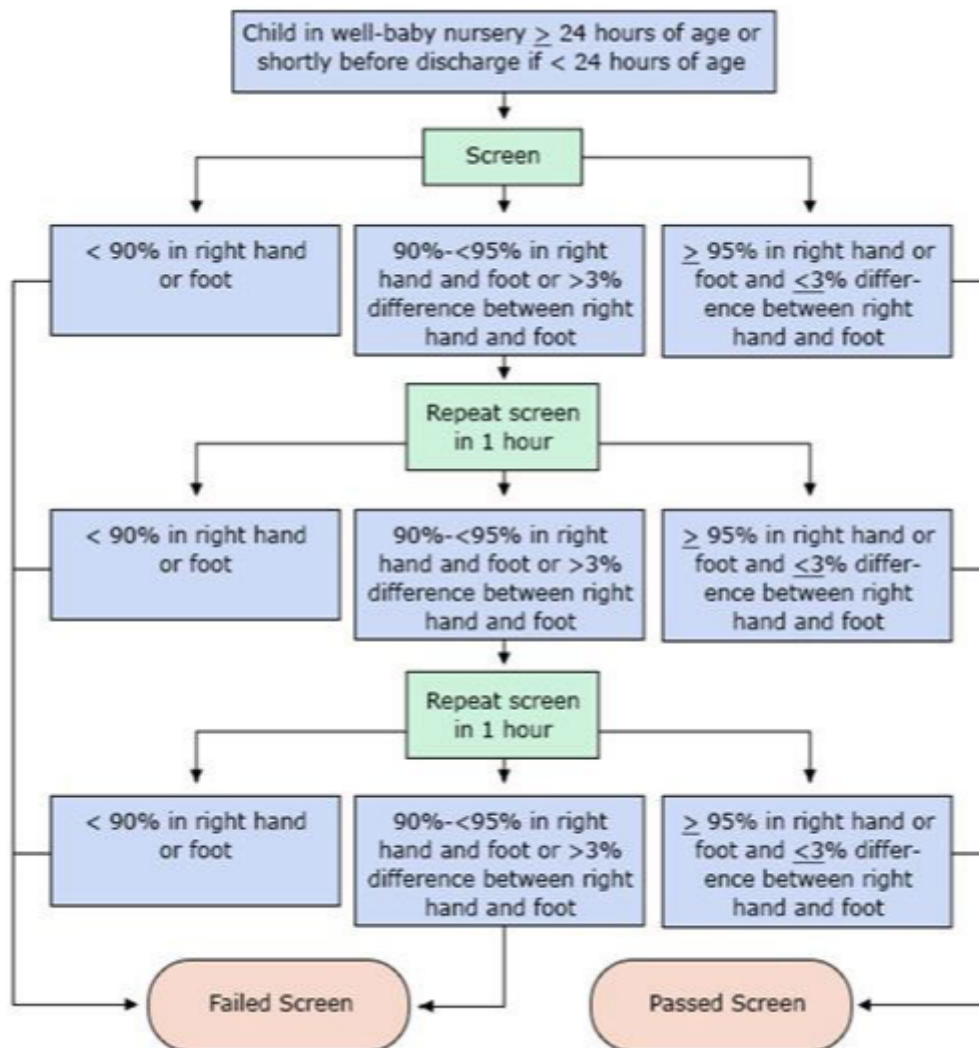 Child in well-baby nursery ≥ 24 hours of age or
shortly before discharge if < 24 hours of age
Screen
< 90% in right hand
or foot
90%-<95% in right
hand and foot or >3%
difference between right
hand and foot
≥ 95% in right hand or
foot and ≤3% differ-
ence between right
hand and foot
Repeat screen
in 1 hour
< 90% in right hand
or foot
90%-<95% in right
hand and foot or >3%
difference between right
hand and foot
≥ 95% in right hand or
foot and ≤3% differ-
ence between right
hand and foot
Repeat screen
in 1 hour
< 90% in right hand
or foot
90%-<95% in right
hand and foot or >3%
difference between right
hand and foot
≥ 95% in right hand or
foot and ≤3% differ-
ence between right
hand and foot
Failed Screen
Passed Screen